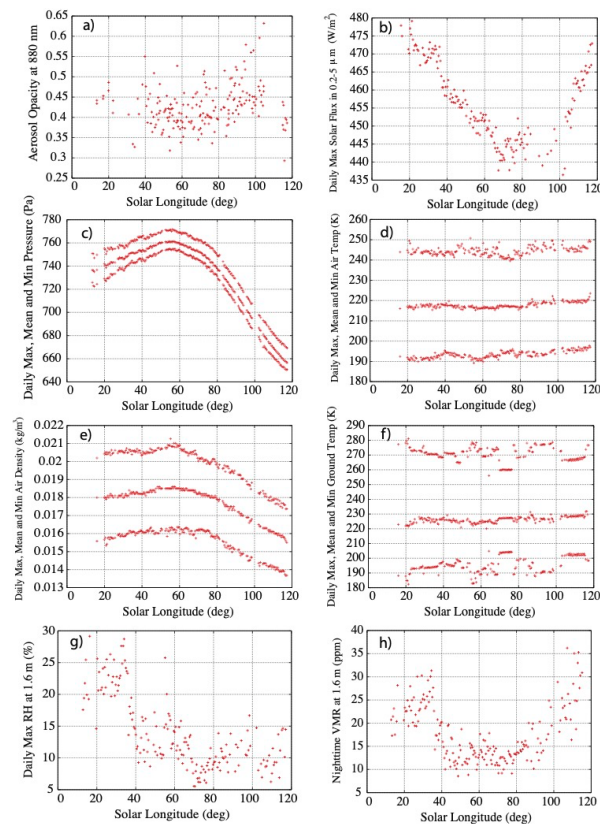 a)
Aerosol Opacity at 880 nm
0.65
0.6
0.55
0.5
0.45
0.4
0.35
0.3
0.25
0 20 40 60 80 100 120
Solar Longitude (deg)
b)
Daily Max Solar Flux in 0.2-5 μ m (W/m²)
480
475
470
465
460
455
450
445
440
435
0 20 40 60 80 100 120
Solar Longitude (deg)
c)
Daily Max, Mean and Min Pressure (Pa)
780
760
740
720
700
680
660
640
0 20 40 60 80 100 120
Solar Longitude (deg)
d)
Daily Max, Mean and Min Air Temp (K)
260
250
240
230
220
210
200
190
180
0 20 40 60 80 100 120
Solar Longitude (deg)
e)
Daily Max, Mean and Min Air Density (kg/m³)
0.022
0.021
0.02
0.019
0.018
0.017
0.016
0.015
0.014
0.013
0 20 40 60 80 100 120
Solar Longitude (deg)
f)
Daily Max, Mean and Min Ground Temp (K)
290
280
270
260
250
240
230
220
210
200
190
180
0 20 40 60 80 100 120
Solar Longitude (deg)
g)
Daily Max RH at 1.6 m (%)
30
25
20
15
10
5
0 20 40 60 80 100 120
Solar Longitude (deg)
h)
Nighttime VMR at 1.6 m (ppm)
40
35
30
25
20
15
10
5
0 20 40 60 80 100 120
Solar Longitude (deg)